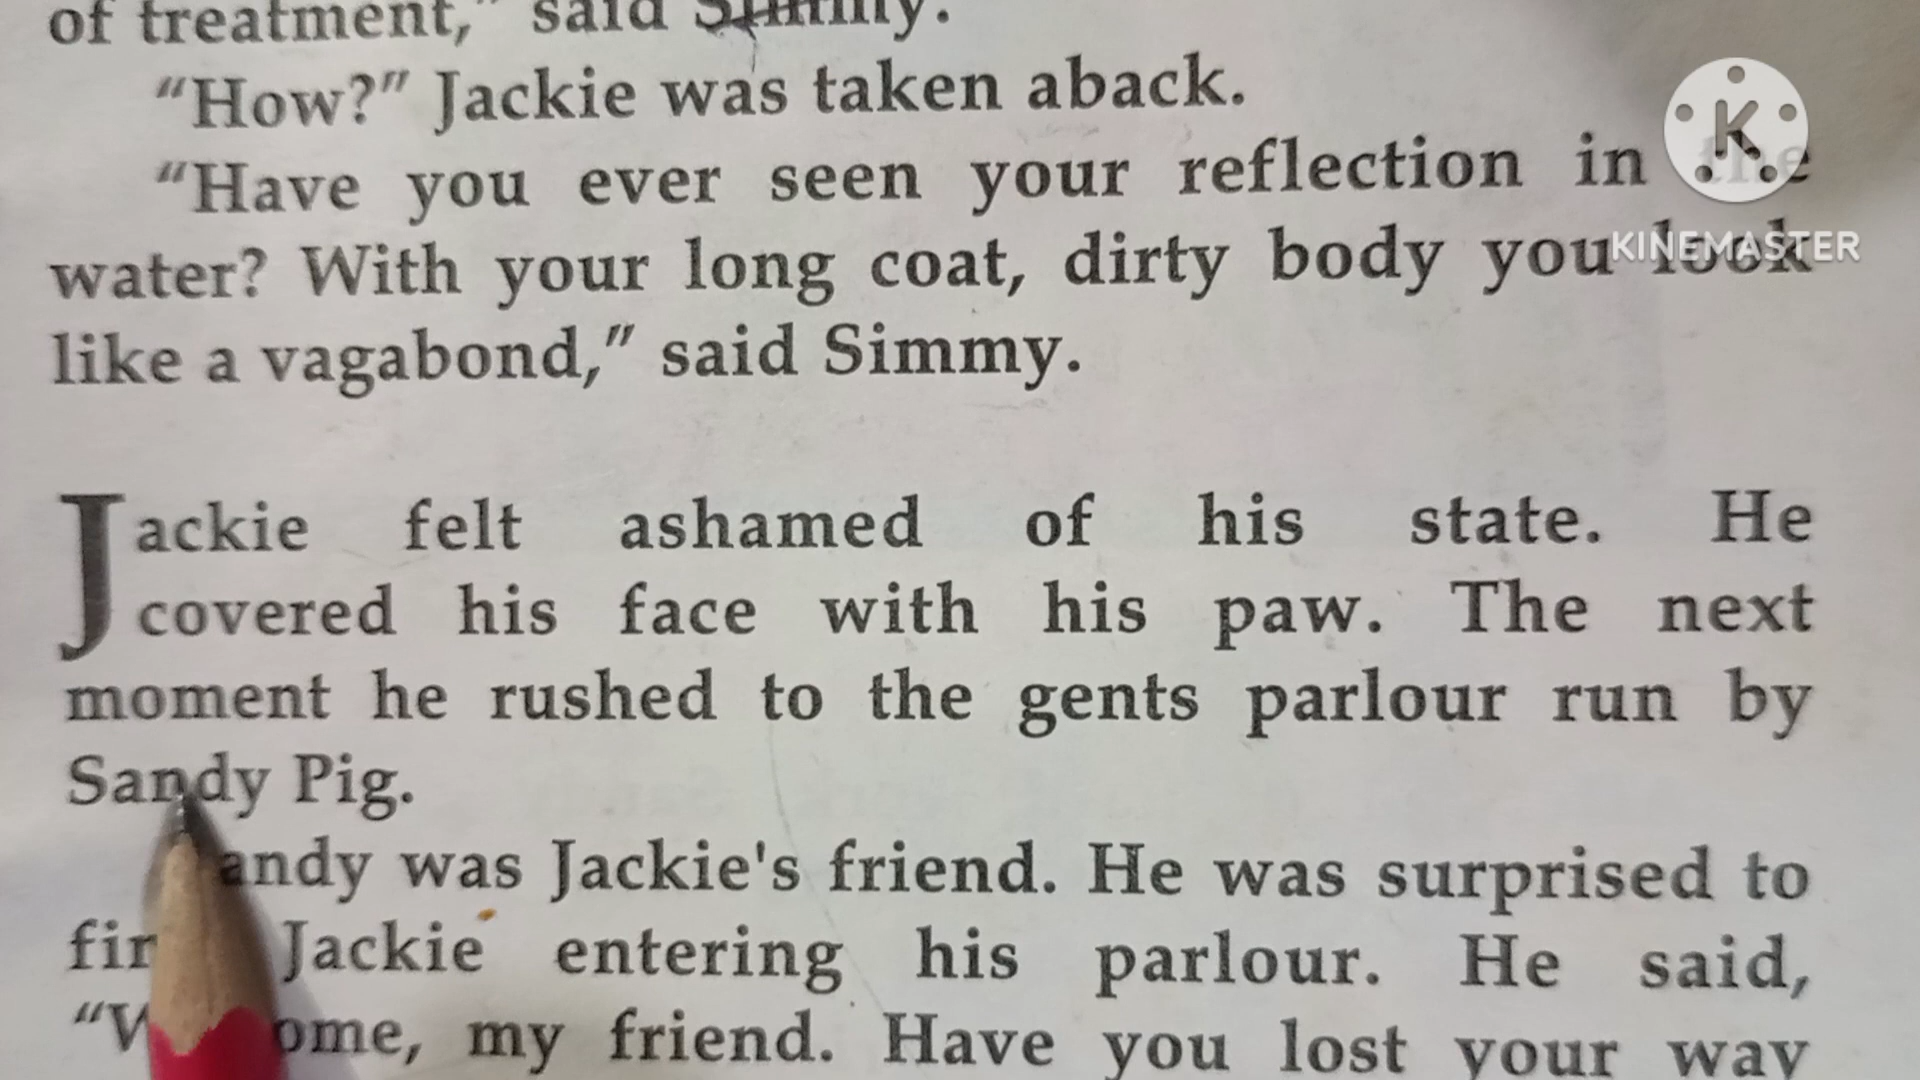 of treatment," said Simmy.
"How?" Jackie was taken aback.
"Have you ever seen your reflection in the
water? With your long coat, dirty body you look
like a vagabond," said Simmy.
Jackie felt ashamed of his state. He
covered his face with his paw. The next
moment he rushed to the gents parlour run by
Sandy Pig.
andy was Jackie's friend. He was surprised to
Jackie entering his parlour. He said,
my friend. Have you lost your way
K
KINEMASTER